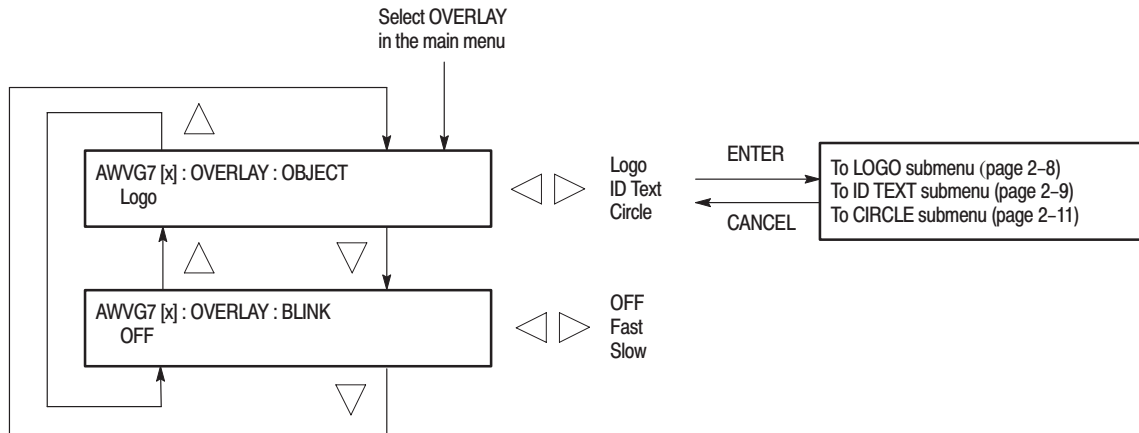 Select OVERLAY
in the main menu
AWVG7 [x] : OVERLAY : OBJECT
Logo
Logo
ID Text
Circle
ENTER
CANCEL
To LOGO submenu (page 2–8)
To ID TEXT submenu (page 2–9)
To CIRCLE submenu (page 2–11)
AWVG7 [x] : OVERLAY : BLINK
OFF
OFF
Fast
Slow